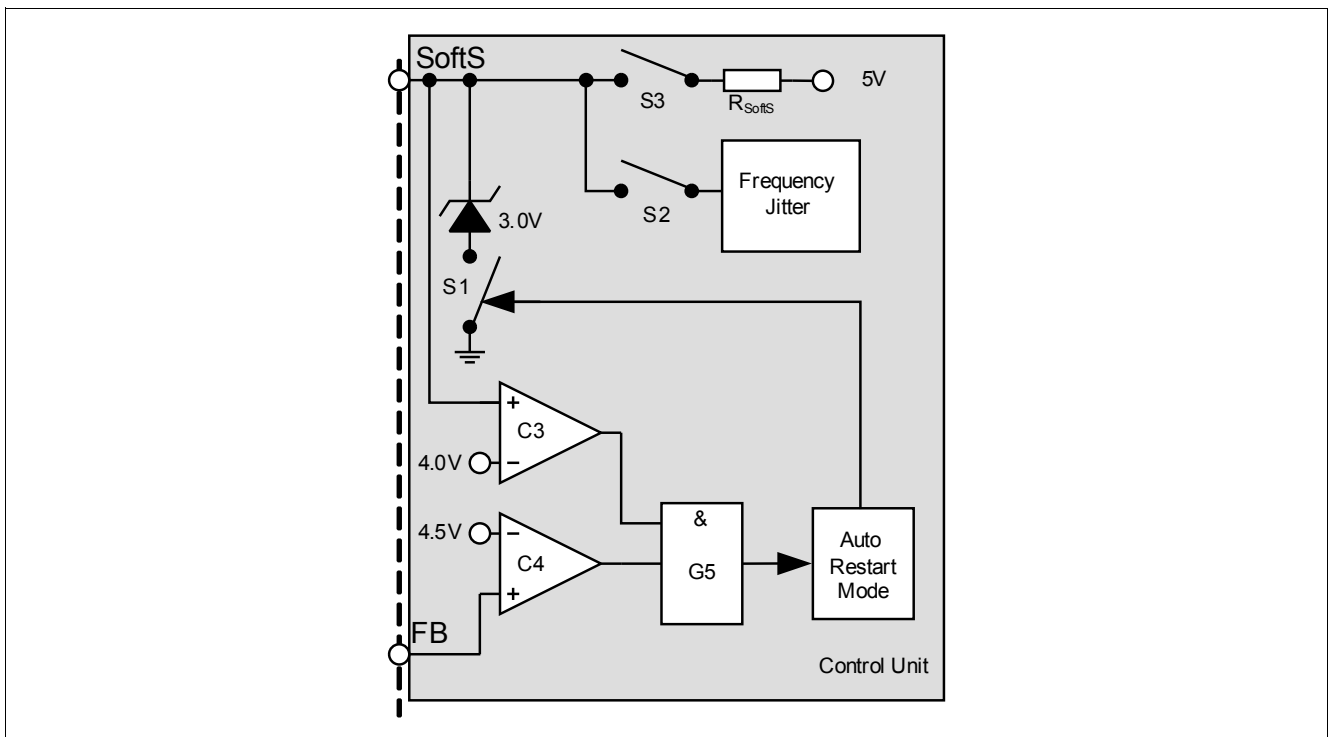 SoftS
5V
S3
RSoftS
Frequency
Jitter
S2
3.0V
S1
+
C3
4.0V
−
&
4.5V
−
C4
+
G5
Auto
Restart
Mode
FB
Control Unit